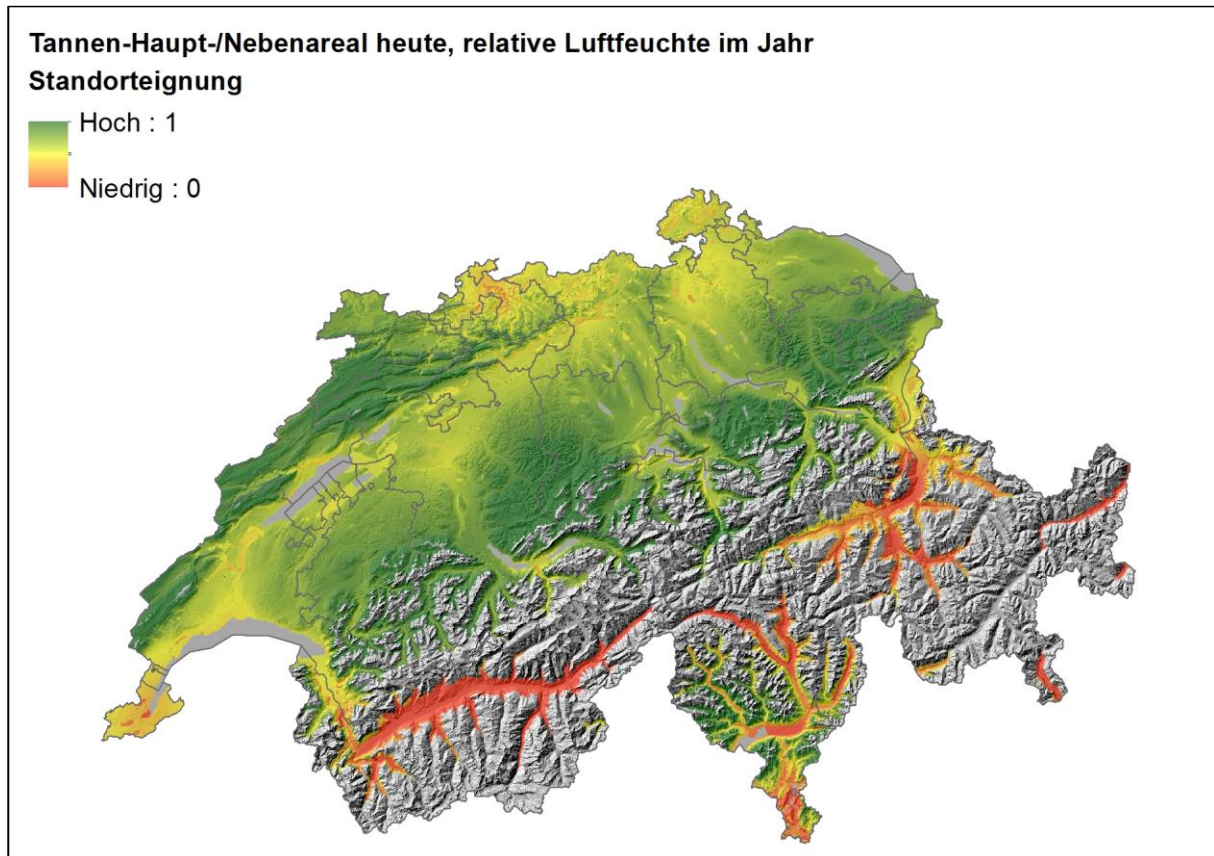 Tannen-Haupt-/Nebenareal heute, relative Luftfeuchte im Jahr
Standorteignung
Hoch : 1
Niedrig : 0